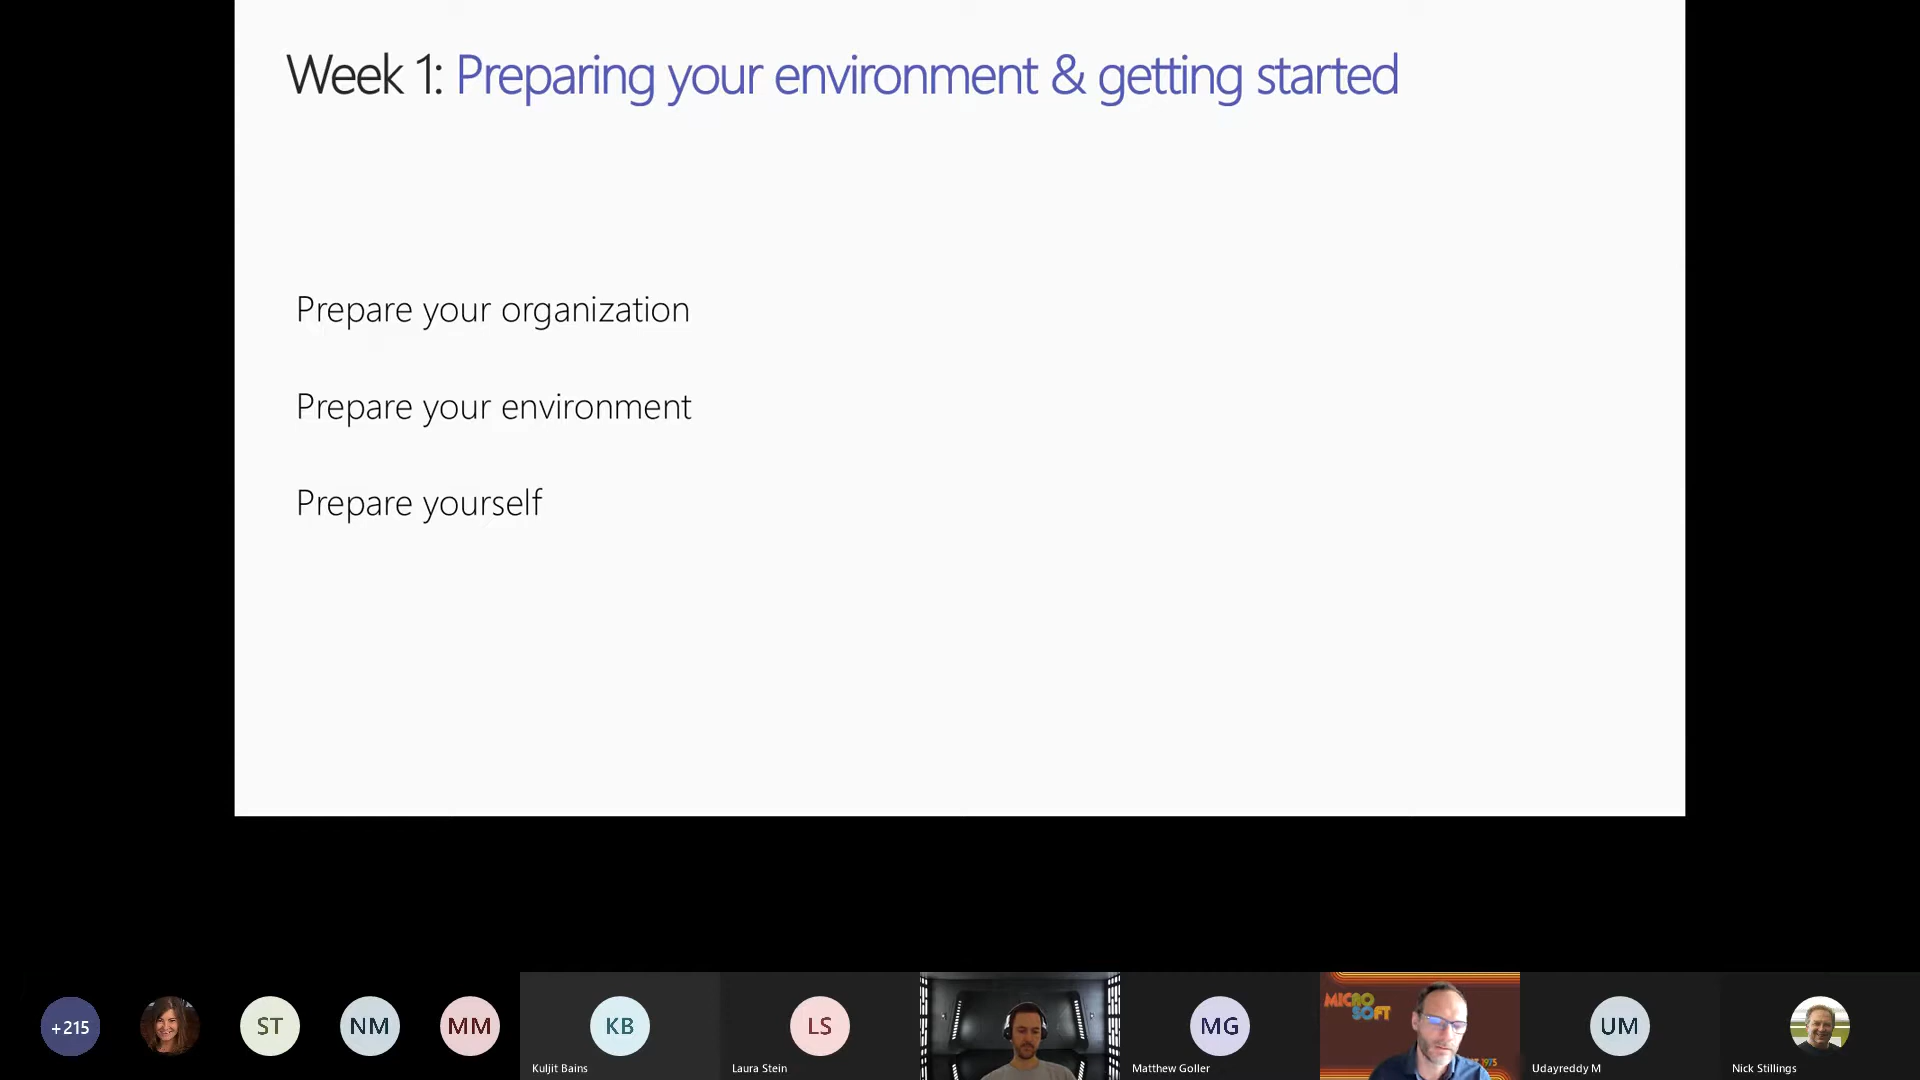 Week 1: Preparing your environment & getting started
Prepare your organization
Prepare your environment
Prepare yourself
+215
ST
NM
MM
KB
LS
MG
MICRO
SOFT
1975
UM
Kuljit Bains
Laura Stein
Matthew Goller
Udayreddy M
Nick Stillings